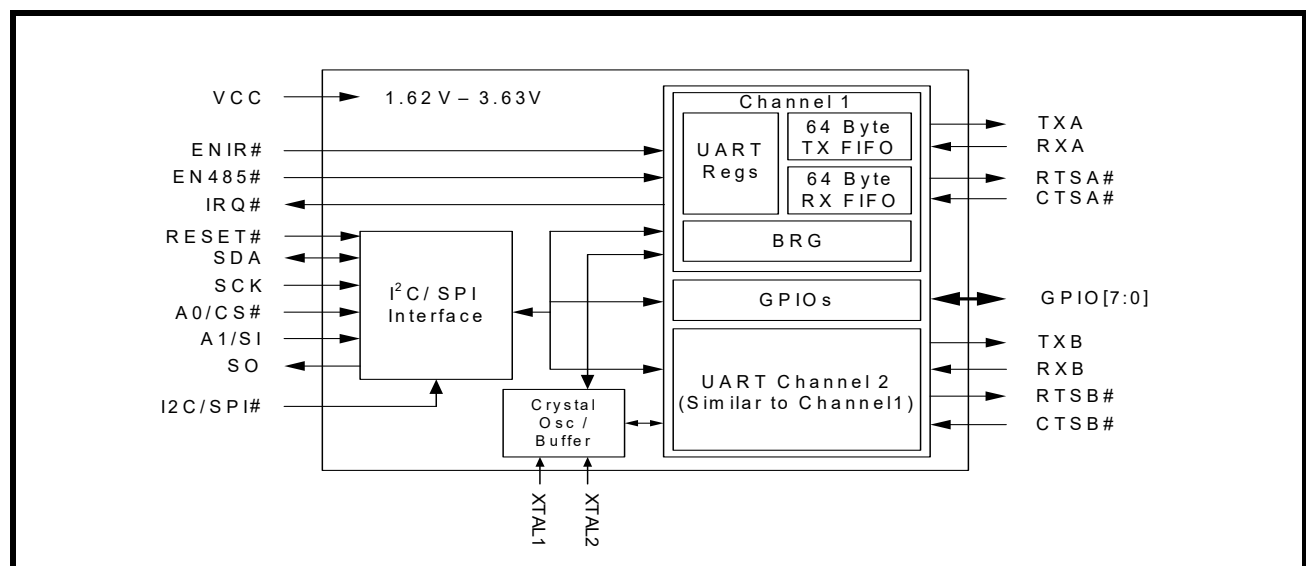 VCC
1.62V – 3.63V
ENIR#
EN485#
IRQ#
RESET#
SDA
SCK
A0/CS#
A1/SI
SO
I2C/SPI#
I²C/ SPI
Interface
Crystal
Osc /
Buffer
XTAL1
XTAL2
Channel 1
UART
Regs
64 Byte
TX FIFO
64 Byte
RX FIFO
BRG
GPIOs
UART Channel 2
(Similar to Channel1)
TXA
RXA
RTSA#
CTSA#
GPIO[7:0]
TXB
RXB
RTSB#
CTSB#